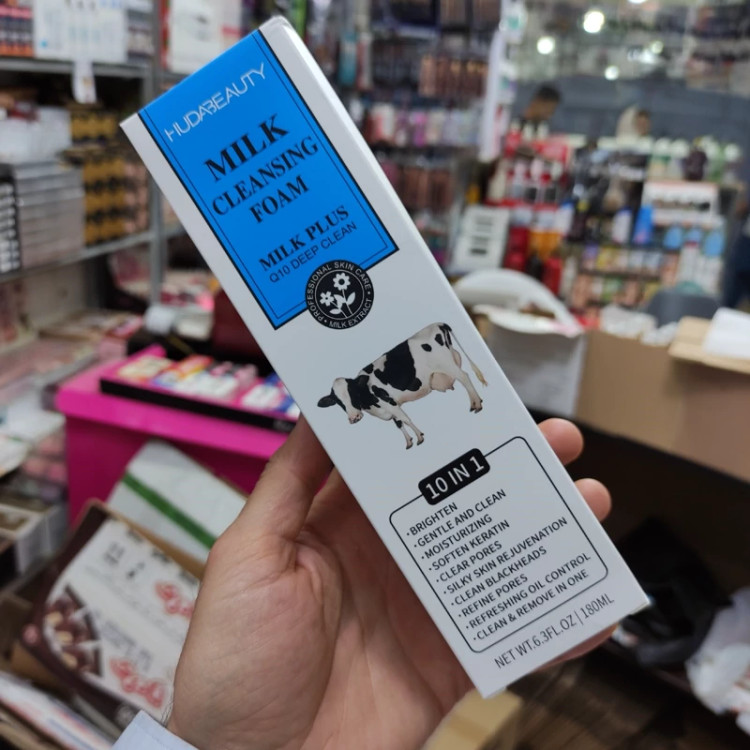 HUDABEAUTY
MILK
CLEANSING
FOAM
MILK PLUS
Q10 DEEP CLEAN
PROFESSIONAL SKIN CARE
• MILK EXTRACT •
10 IN 1
·BRIGHTEN
·GENTLE AND CLEAN
·MOISTURIZING
·SOFTEN KERATIN
·CLEAR PORES
·SILKY SKIN REJUVENATION
·CLEAN BLACKHEADS
·REFINE PORES
·REFRESHING OIL CONTROL
·CLEAN & REMOVE IN ONE
NET WT.6.3FL.OZ | 180ML